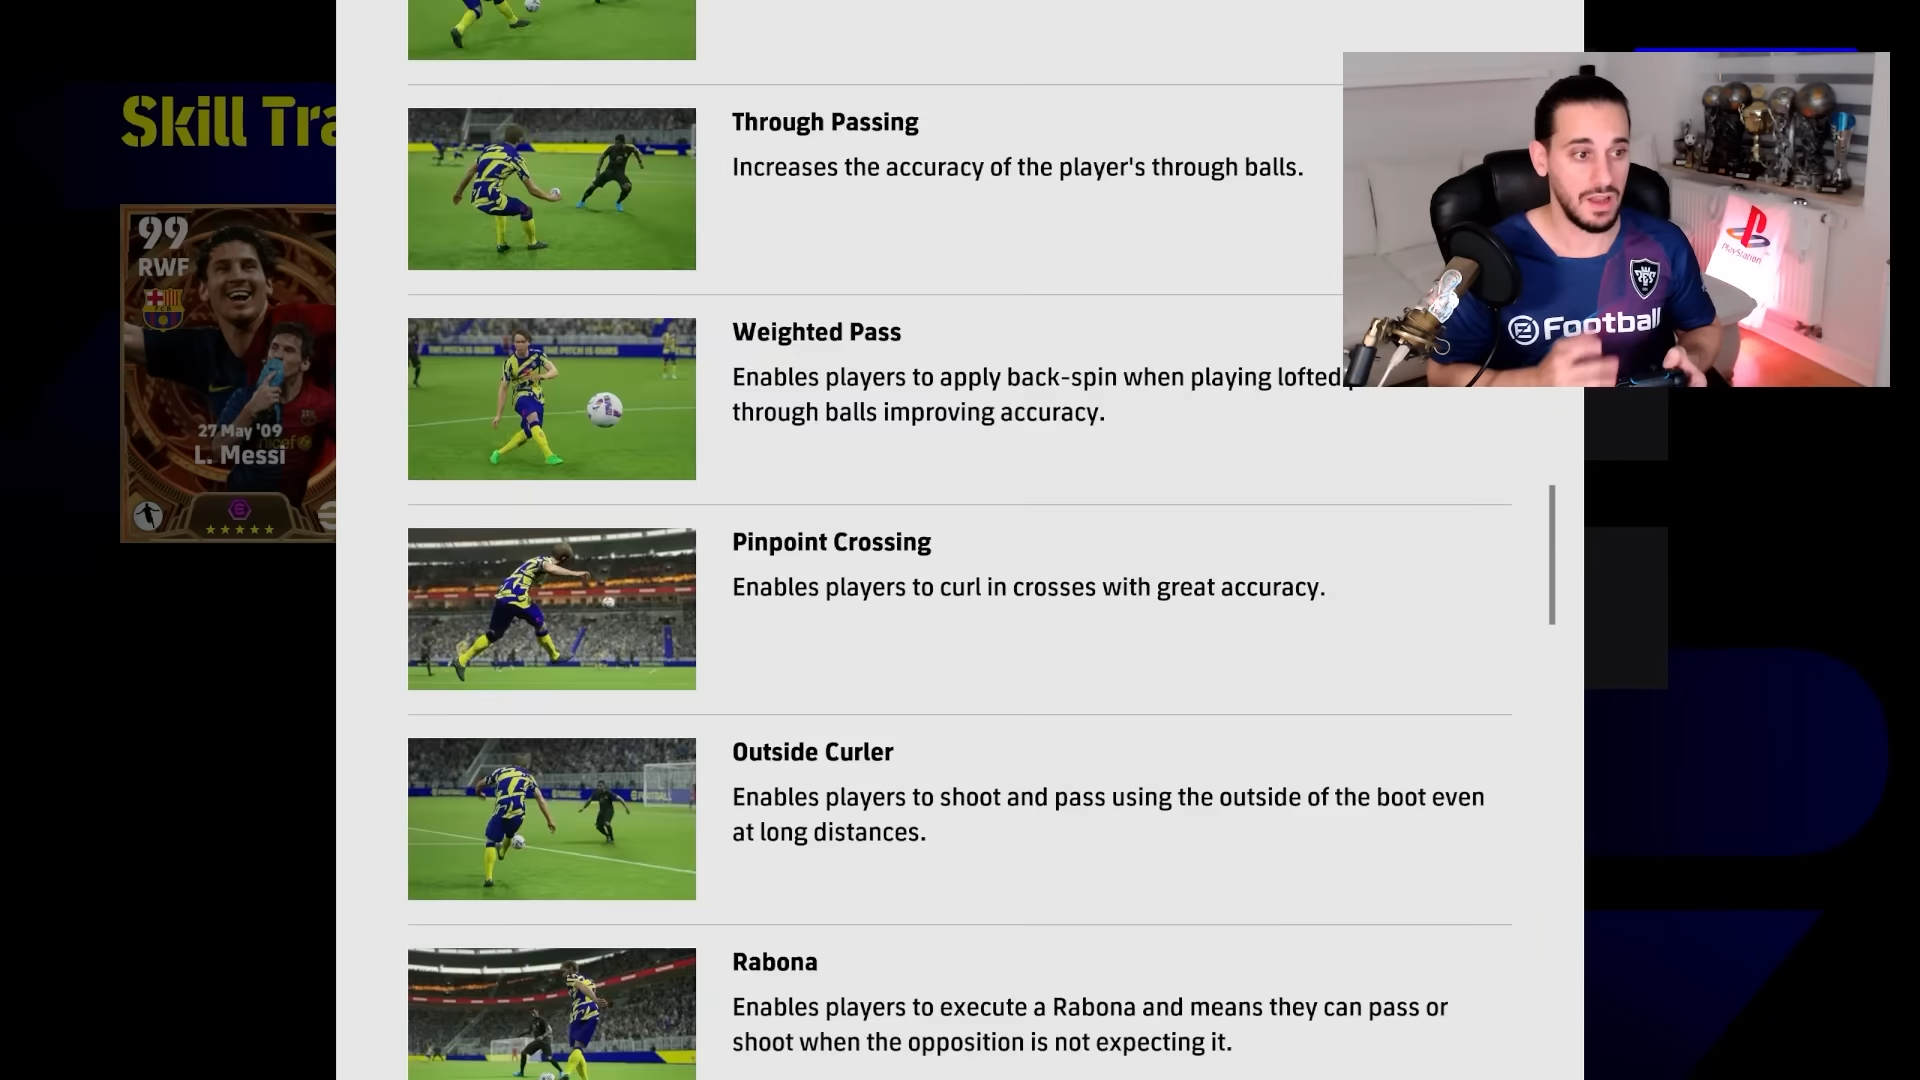 Skill Tra
99
RWF
27 May '09
L. Messi
Through Passing
Increases the accuracy of the player's through balls.
Weighted Pass
Enables players to apply back-spin when playing lofted
through balls improving accuracy.
Pinpoint Crossing
Enables players to curl in crosses with great accuracy.
Outside Curler
Enables players to shoot and pass using the outside of the boot even
at long distances.
Rabona
Enables players to execute a Rabona and means they can pass or
shoot when the opposition is not expecting it.
PlayStation
eFootball
unicef